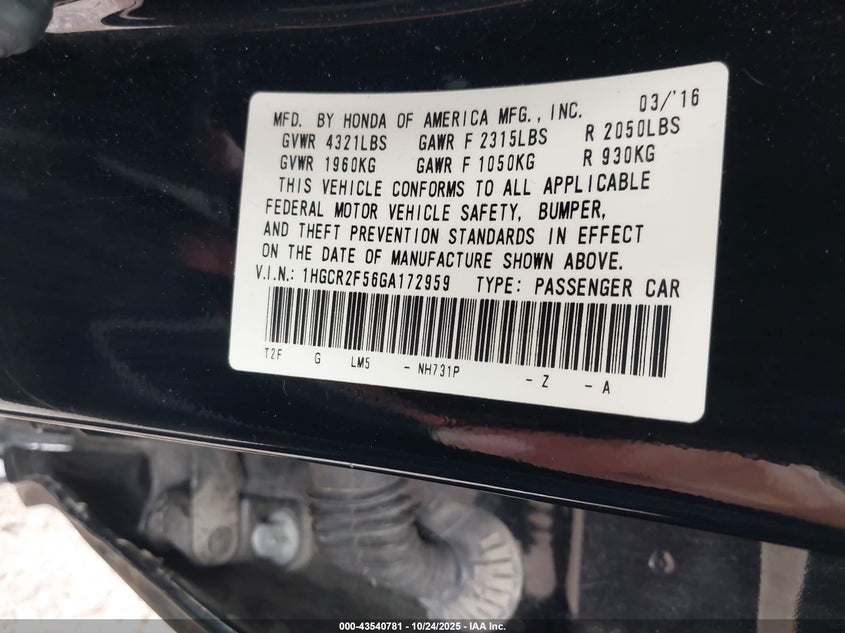 MFD. BY HONDA OF AMERICA MFG., INC. 03/'16
GVWR 4321LBS GAWR F 2315LBS R 2050LBS
GVWR 1960KG GAWR F 1050KG R 930KG
THIS VEHICLE CONFORMS TO ALL APPLICABLE
FEDERAL MOTOR VEHICLE SAFETY, BUMPER,
AND THEFT PREVENTION STANDARDS IN EFFECT
ON THE DATE OF MANUFACTURE SHOWN ABOVE.
V.I.N.: 1HGCR2F56GA172959 TYPE: PASSENGER CAR
T2F G LM5 - NH731P - Z - A
000-43540781 - 10/24/2025 - IAA Inc.